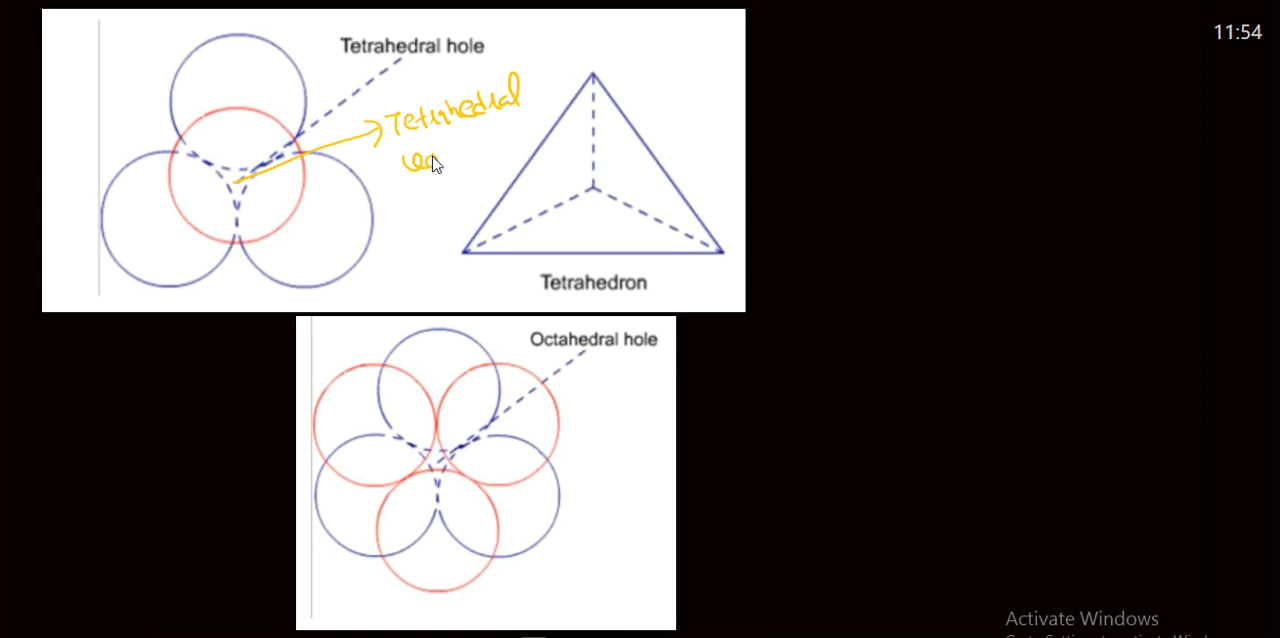 11:54
Tetrahedral hole
Tetrahedral
Tetrahedron
Octahedral hole
Activate Windows